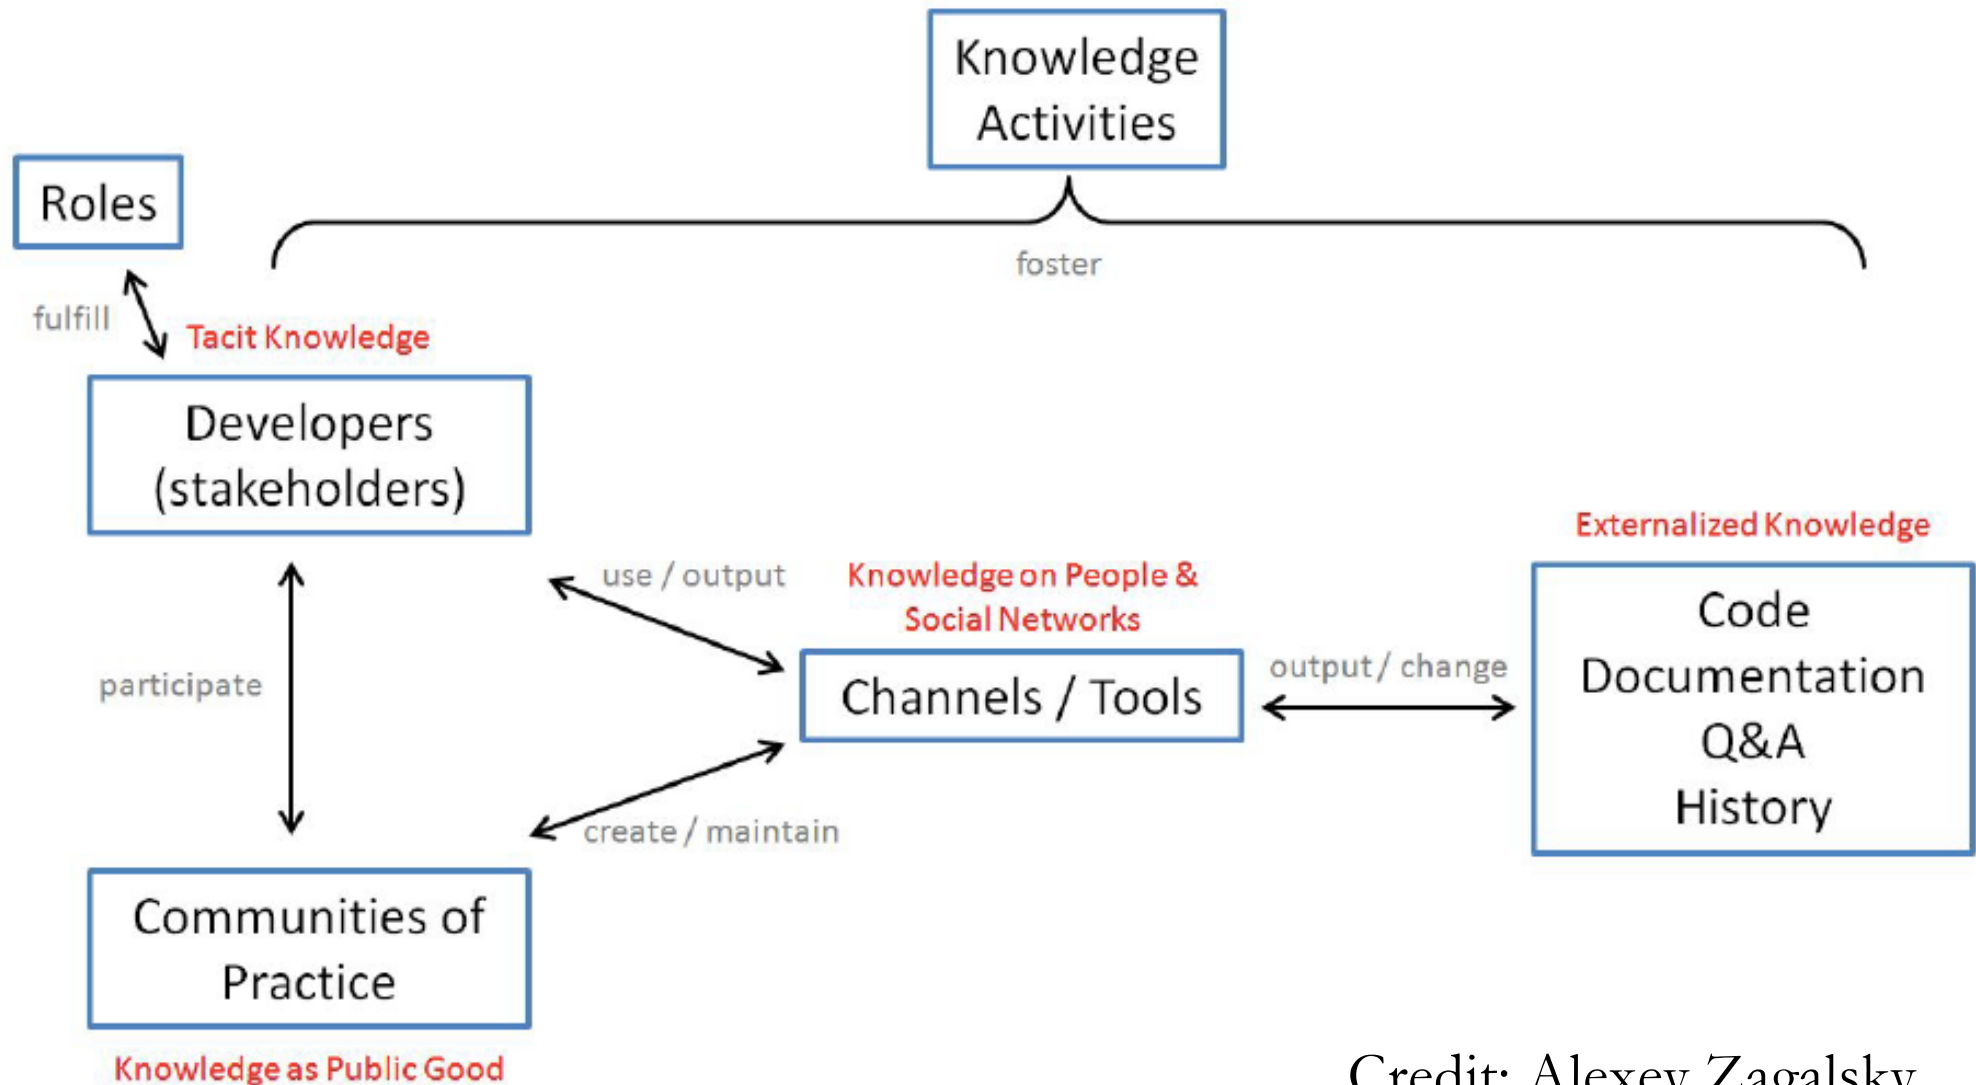 Knowledge
Activities
Roles
foster
fulfill
Tacit Knowledge
Developers
(stakeholders)
Externalized Knowledge
use / output
Knowledge on People &
Social Networks
Code
Documentation
Q&A
History
output / change
Channels / Tools
participate
create / maintain
Communities of
Practice
Knowledge as Public Good
Credit: Alexey Zagalsky